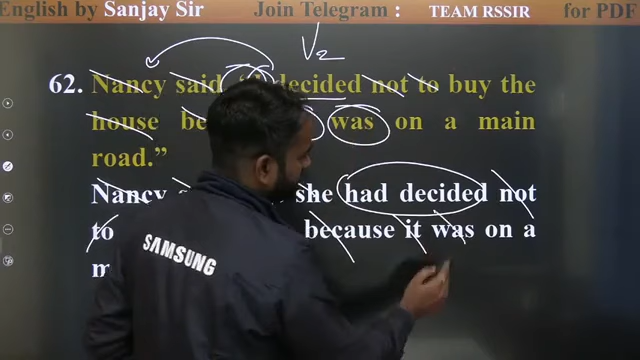 English by Sanjay Sir Join Telegram : TEAM RSSIR for PDF
V2
62. Nancy said, "I decided not to buy the
house was on a main
road."
Nancy she had decided not
to because it was on a
SAMSUNG